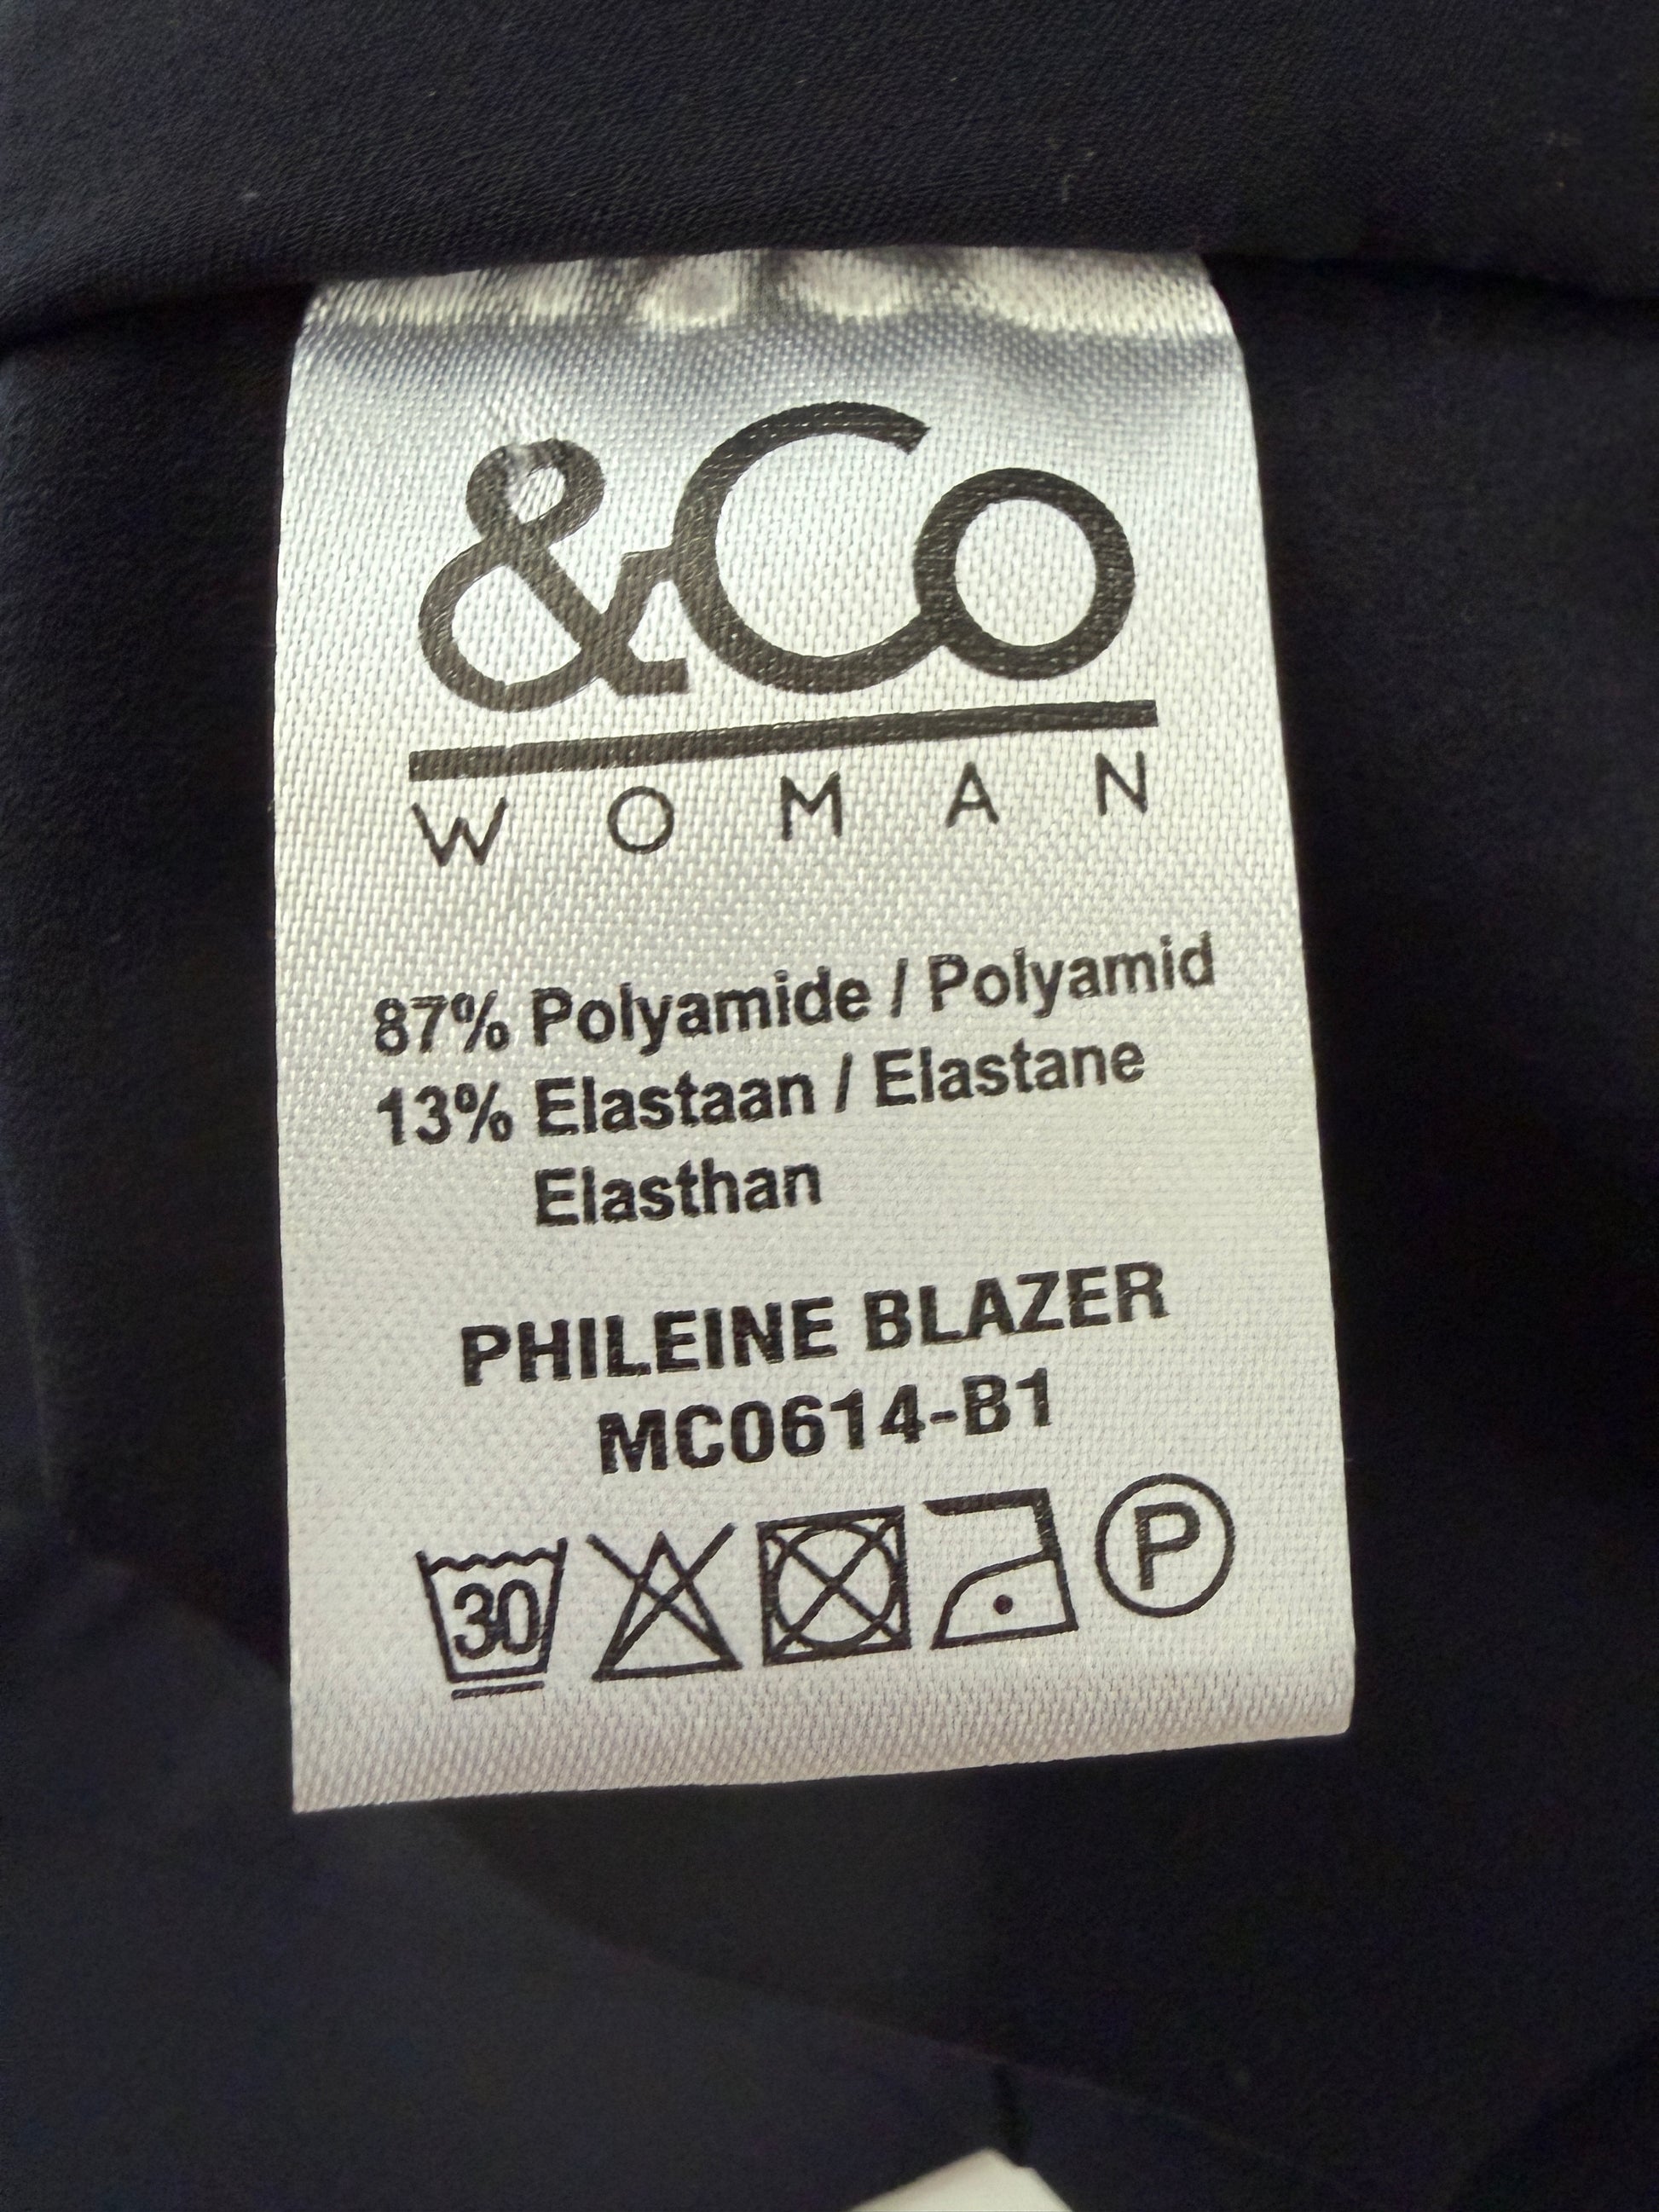 &Co
WOMAN
87% Polyamide / Polyamid
13% Elastaan / Elastane
Elasthan
PHILEINE BLAZER
MC0614-B1
30
P